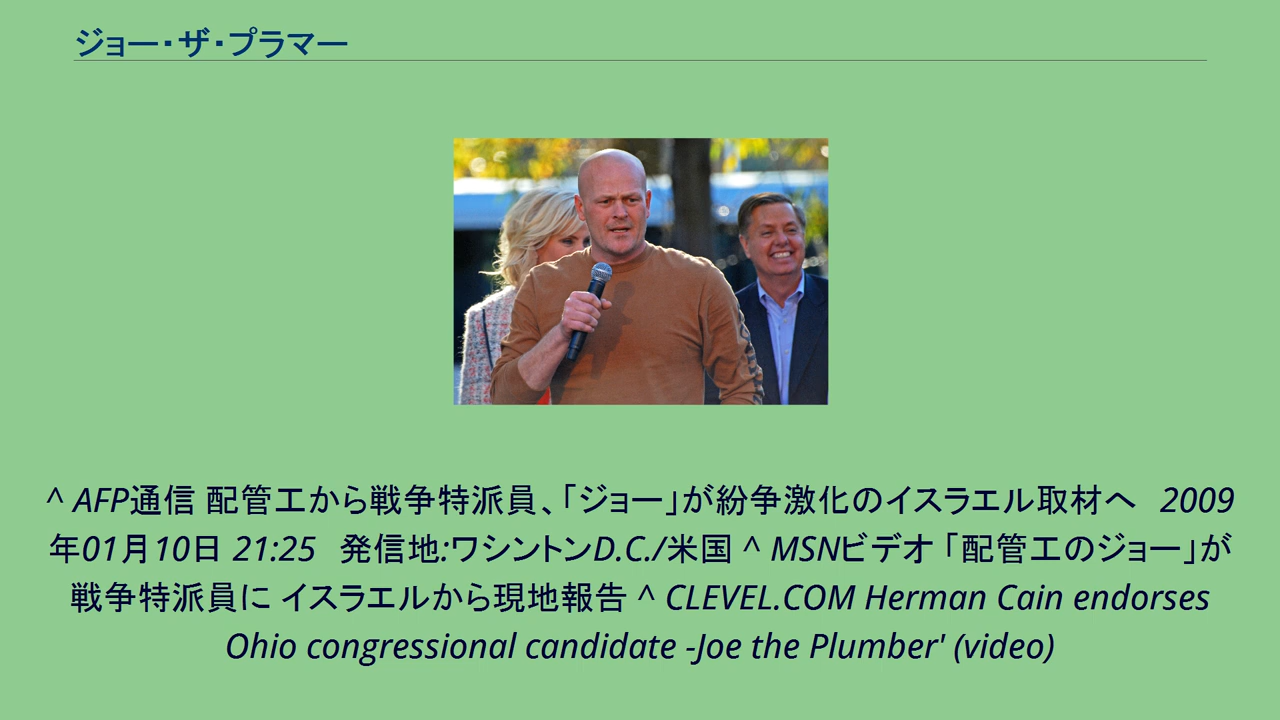 ジョー・ザ・プラマー
^ AFP通信 配管工から戦争特派員、「ジョー」が紛争激化のイスラエル取材へ　2009
年01月10日 21:25　発信地:ワシントンD.C./米国 ^ MSNビデオ 「配管工のジョー」が
戦争特派員に イスラエルから現地報告 ^ CLEVEL.COM Herman Cain endorses
Ohio congressional candidate -Joe the Plumber' (video)